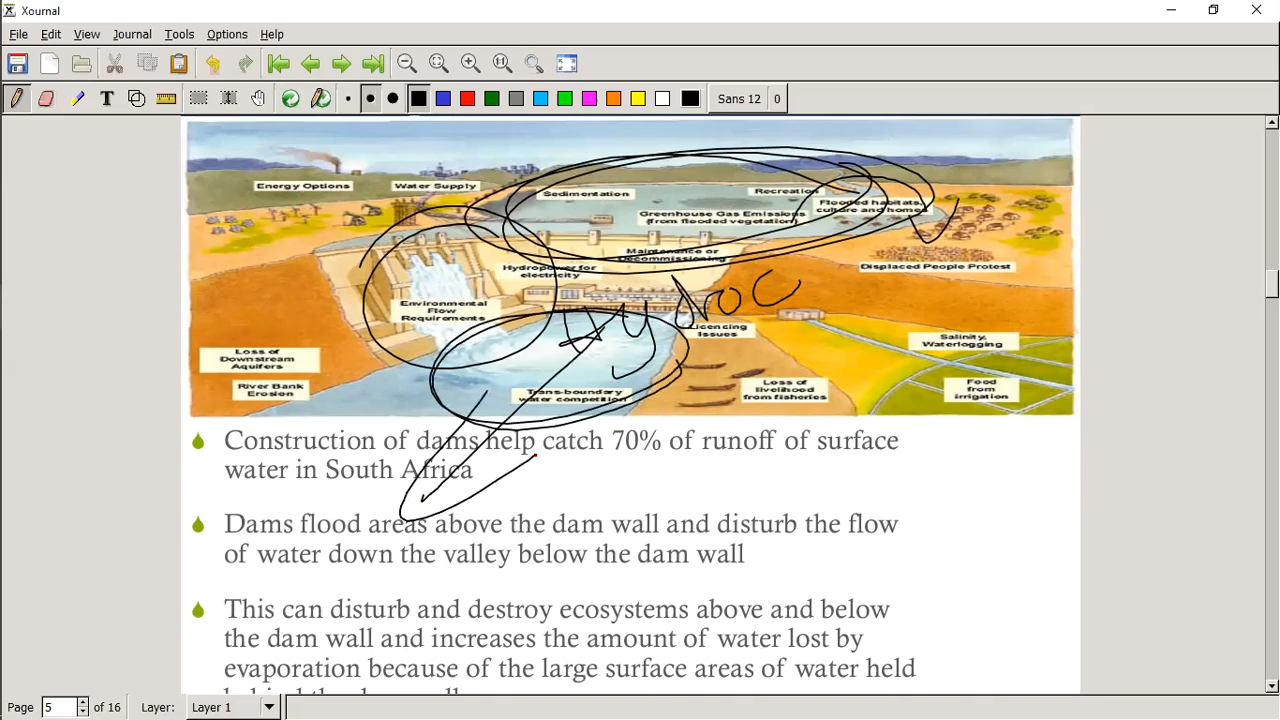 Xournal
File Edit View Journal Tools Options Help
Sans 12 0
Energy Options
Water Supply
Sedimentation
Recreation
Greenhouse Gas Emissions
(from flooded vegetation)
Flooded habitats,
culture and homes
Maintenance or
Decommissioning
Displaced People Protest
Hydropower for
electricity
Environmental
Flow
Requirements
Hydroc
Licencing
Issues
Salinity,
Waterlogging
Loss of
Downstream
Aquifers
River Bank
Erosion
Trans-boundary
water competition
Loss of
livelihood
from fisheries
Food
from
irrigation
Construction of dams help catch 70% of runoff of surface
water in South Africa
Dams flood areas above the dam wall and disturb the flow
of water down the valley below the dam wall
This can disturb and destroy ecosystems above and below
the dam wall and increases the amount of water lost by
evaporation because of the large surface areas of water held
Page 5 of 16 Layer: Layer 1